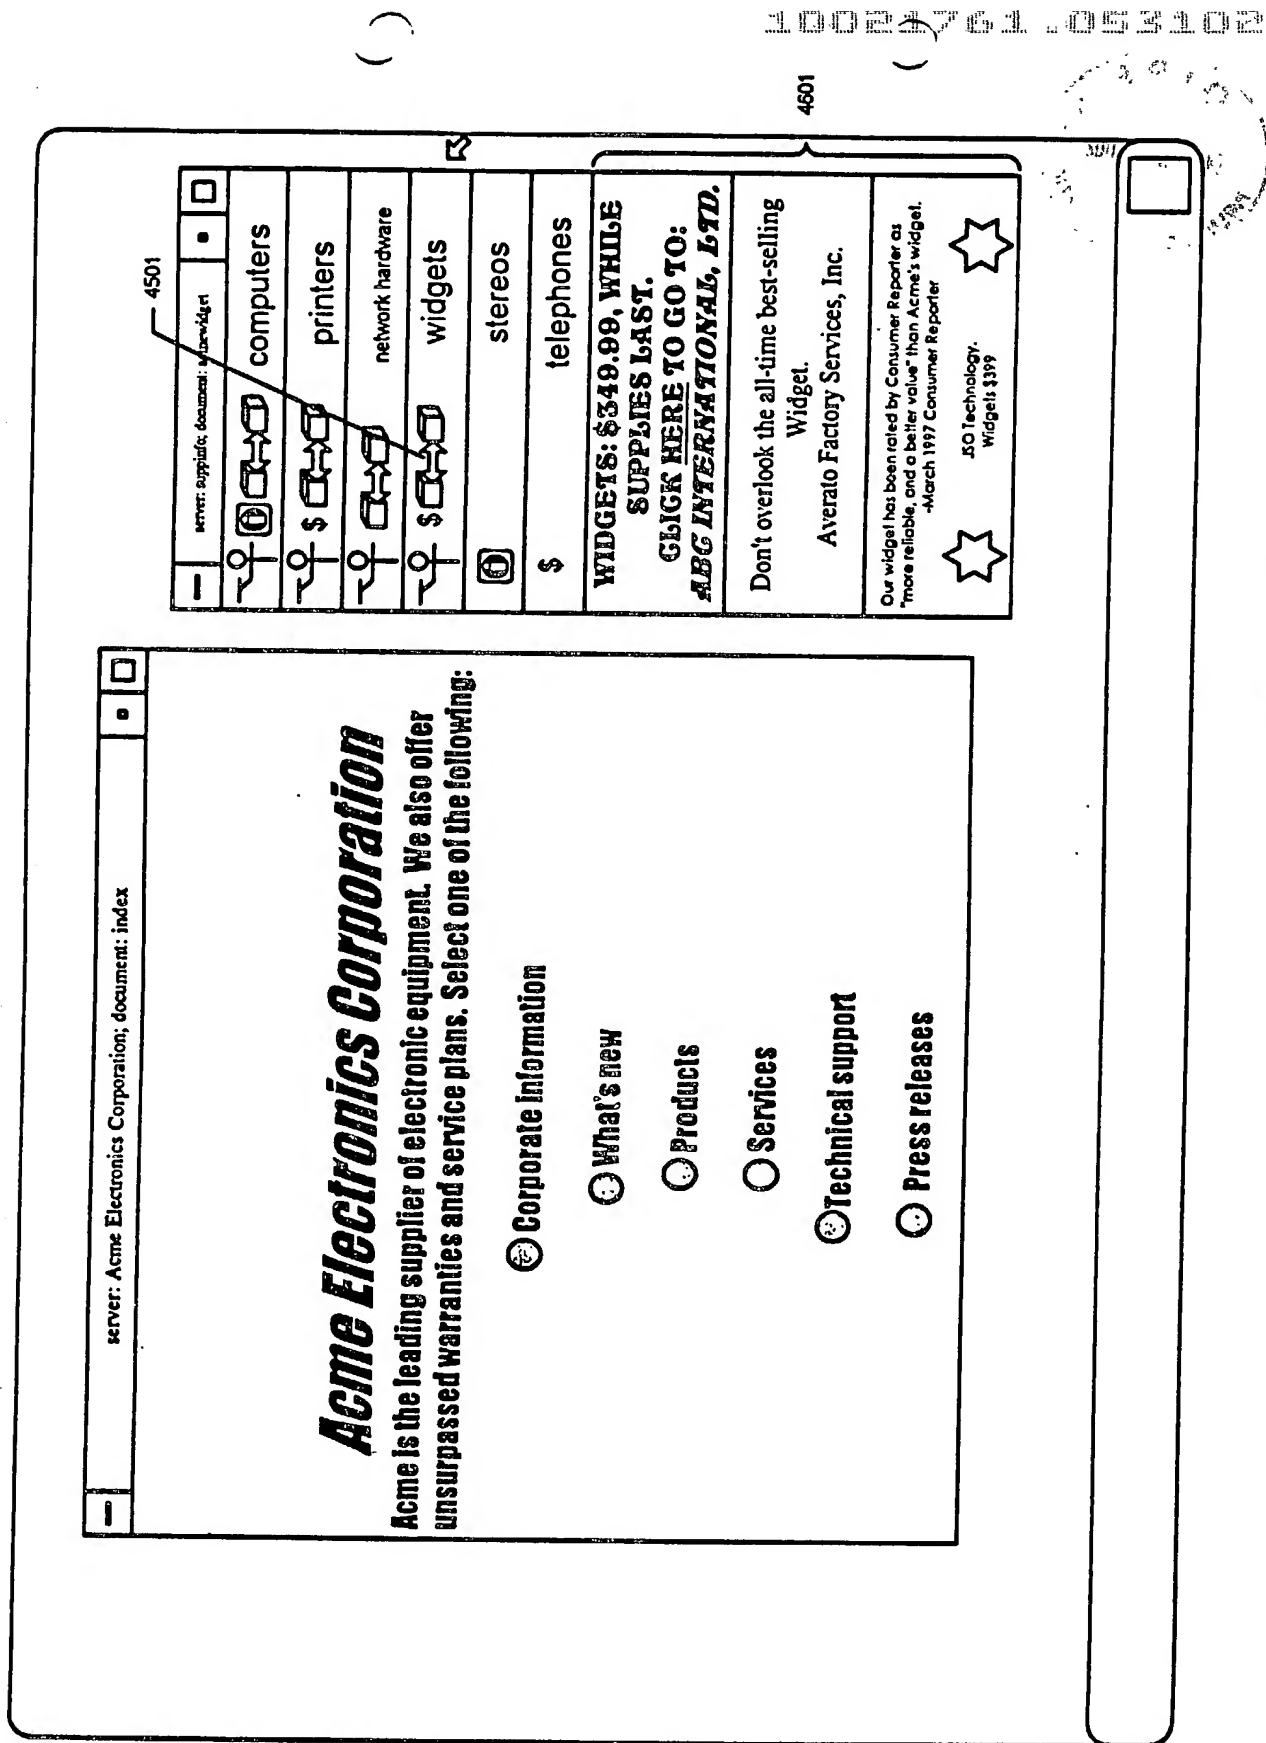 10021761.053102
server: Acme Electronics Corporation; document: index
Acme Electronics Corporation
Acme is the leading supplier of electronic equipment. We also offer
unsurpassed warranties and service plans. Select one of the following:
Corporate Information
What's new
Products
Services
Technical support
Press releases
4501
server: suppinfo; document:
computers
$ printers
network hardware
$ widgets
stereos
$ telephones
WIDGETS: $349.99, WHILE
SUPPLIES LAST.
CLICK HERE TO GO TO:
ABC INTERNATIONAL, LTD.
Don't overlook the all-time best-selling
Widget.
Averato Factory Services, Inc.
Our widget has been rated by Consumer Reporter as
"more reliable, and a better value" than Acme's widget.
-March 1997 Consumer Reporter
JSO Technology.
Widgets $399
4601